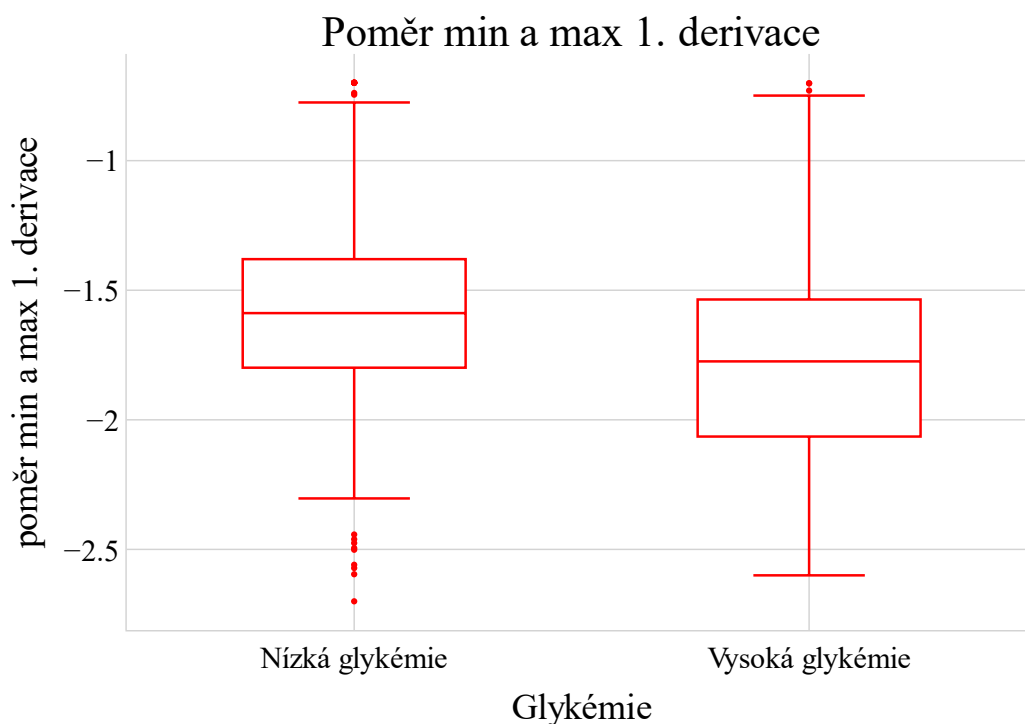 Poměr min a max 1. derivace
poměr min a max 1. derivace
−1
−1.5
−2
−2.5
Nízká glykémie
Vysoká glykémie
Glykémie